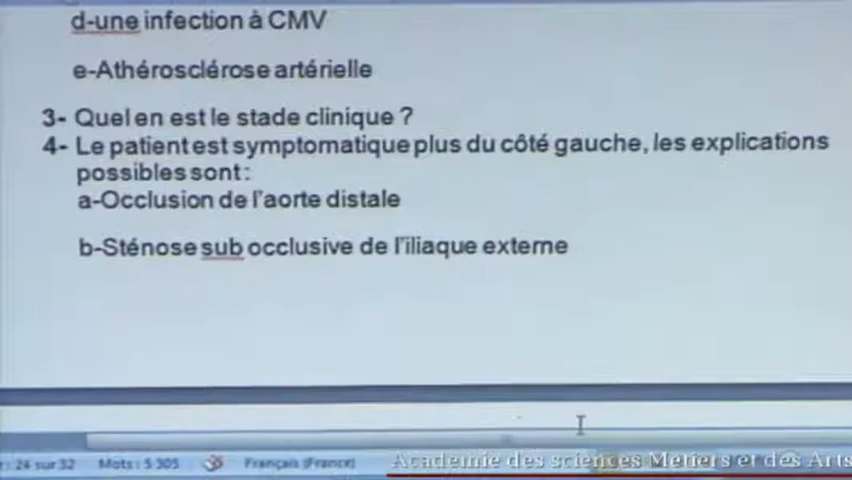 d-une infection à CMV
e-Athérosclérose artérielle
3- Quel en est le stade clinique ?
4- Le patient est symptomatique plus du côté gauche, les explications
possibles sont :
a-Occlusion de l'aorte distale
b-Sténose sub occlusive de l'iliaque externe
: 24 sur 32 Mots : 5 305 Français (France)
Academie des sciences Metiers et des Arts